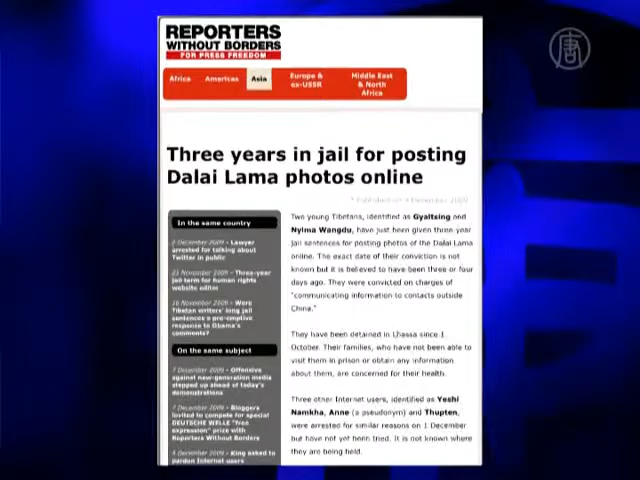 REPORTERS
WITHOUT BORDERS
FOR PRESS FREEDOM
唐
Africa
Americas
Asia
Europe &
ex-USSR
Middle East
& North
Africa
Three years in jail for posting
Dalai Lama photos online
Published on 4 December 2009
In the same country
2 December 2009 - Lawyer
arrested for talking about
Twitter in public
23 November 2009 - Three-year
jail term for human rights
website editor
16 November 2009 - Were
Tibetan writers' long jail
sentences a pre-emptive
response to Obama's
comments?
On the same subject
7 December 2009 - Offensive
against new-generation media
stepped up ahead of today's
demonstrations
7 December 2009 - Bloggers
invited to compete for special
DEUTSCHE WELLE "free
expression" prize with
Reporters Without Borders
4 December 2009 - King asked to
pardon Internet users
Two young Tibetans, identified as Gyaltsing and
Nyima Wangdu, have just been given three-year
jail sentences for posting photos of the Dalai Lama
online. The exact date of their conviction is not
known but it is believed to have been three or four
days ago. They were convicted on charges of
"communicating information to contacts outside
China."
They have been detained in Lhassa since 1
October. Their families, who have not been able to
visit them in prison or obtain any information
about them, are concerned for their health.
Three other Internet users, identified as Yeshi
Namkha, Anne (a pseudonym) and Thupten,
were arrested for similar reasons on 1 December
but have not yet been tried. It is not known where
they are being held.